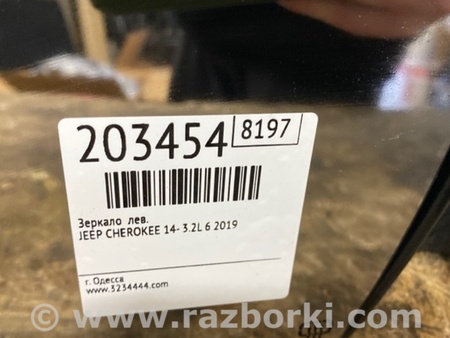 203454 8197
Зеркало лев.
JEEP CHEROKEE 14- 3.2L 6 2019
г. Одесса
www.3234444.com
© www.razborki.com